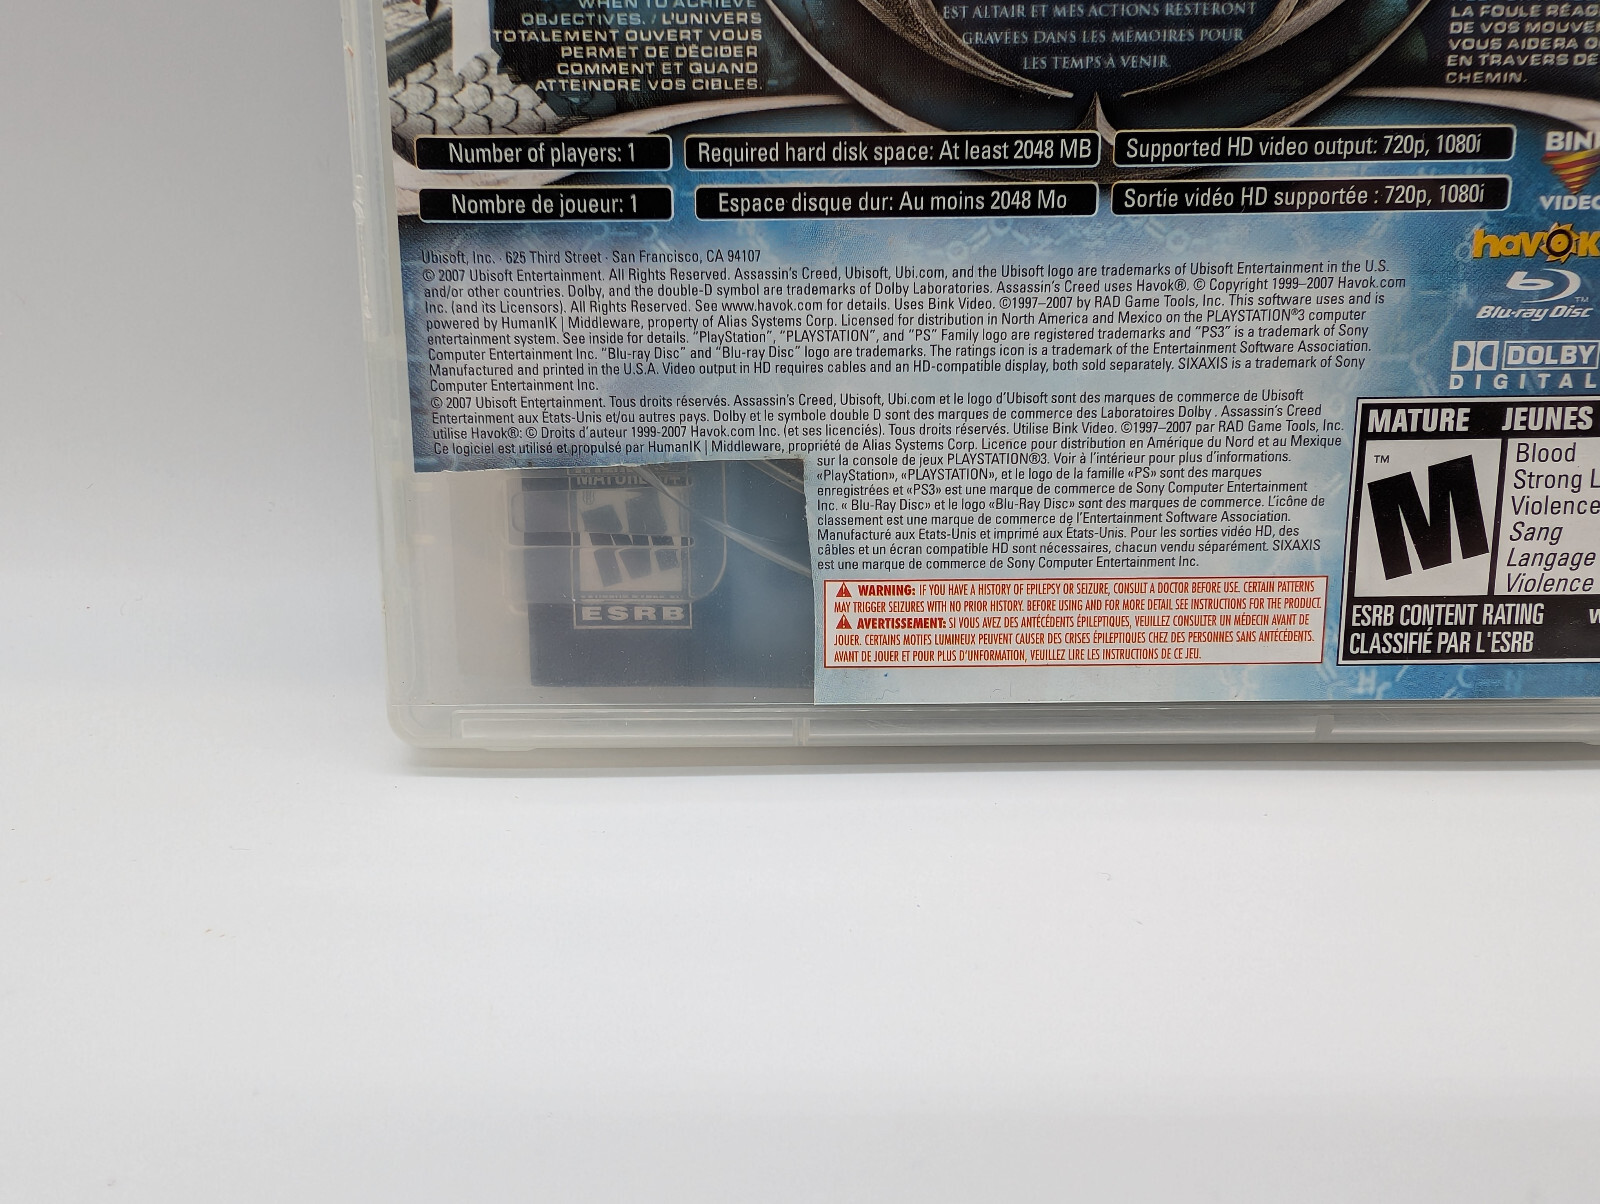 WHEN TO ACHIEVE
OBJECTIVES. / L'UNIVERS
TOTALEMENT OUVERT VOUS
PERMET DE DÉCIDER
COMMENT ET QUAND
ATTEINDRE VOS CIBLES.
EST ALTAIR ET MES ACTIONS RESTERONT
GRAVÉES DANS LES MÉMOIRES POUR
LES TEMPS À VENIR
LA FOULE
DE VOS
VOUS AIDERA
EN TRAVERS DE
CHEMIN.
Number of players: 1
Required hard disk space: At least 2048 MB
Supported HD video output: 720p, 1080i
Nombre de joueur: 1
Espace disque dur: Au moins 2048 Mo
Sortie vidéo HD supportée : 720p, 1080i
BIN
VIDEO
havok
Blu-ray Disc™
DOLBY
DIGITAL
Ubisoft, Inc. · 625 Third Street · San Francisco, CA 94107
© 2007 Ubisoft Entertainment. All Rights Reserved. Assassin's Creed, Ubisoft, Ubi.com, and the Ubisoft logo are trademarks of Ubisoft Entertainment in the U.S.
and/or other countries. Dolby, and the double-D symbol are trademarks of Dolby Laboratories. Assassin's Creed uses Havok®. © Copyright 1999–2007 Havok.com
Inc. (and its Licensors). All Rights Reserved. See www.havok.com for details. Uses Bink Video. ©1997–2007 by RAD Game Tools, Inc. This software uses and is
powered by HumanIK | Middleware, property of Alias Systems Corp. Licensed for distribution in North America and Mexico on the PLAYSTATION®3 computer
entertainment system. See inside for details. "PlayStation", "PLAYSTATION", and "PS" Family logo are registered trademarks and "PS3" is a trademark of Sony
Computer Entertainment Inc. "Blu-ray Disc" and "Blu-ray Disc" logo are trademarks. The ratings icon is a trademark of the Entertainment Software Association.
Manufactured and printed in the U.S.A. Video output in HD requires cables and an HD-compatible display, both sold separately. SIXAXIS is a trademark of Sony
Computer Entertainment Inc.
© 2007 Ubisoft Entertainment. Tous droits réservés. Assassin's Creed, Ubisoft, Ubi.com et le logo d'Ubisoft sont des marques de commerce de Ubisoft
Entertainment aux États-Unis et/ou autres pays. Dolby et le symbole double D sont des marques de commerce des Laboratoires Dolby . Assassin's Creed
utilise Havok®: © Droits d'auteur 1999-2007 Havok.com Inc. (et ses licenciés). Tous droits réservés. Utilise Bink Video. ©1997–2007 par RAD Game Tools, Inc.
Ce logiciel est utilisé et propulsé par HumanIK | Middleware, propriété de Alias Systems Corp. Licence pour distribution en Amérique du Nord et au Mexique
sur la console de jeux PLAYSTATION®3. Voir à l'intérieur pour plus d'informations.
«PlayStation», «PLAYSTATION», et le logo de la famille «PS» sont des marques
enregistrées et «PS3» est une marque de commerce de Sony Computer Entertainment
Inc. « Blu-Ray Disc» et le logo «Blu-Ray Disc» sont des marques de commerce. L'icône de
classement est une marque de commerce de l'Entertainment Software Association.
Manufacturé aux Etats-Unis et imprimé aux États-Unis. Pour les sorties vidéo HD, des
câbles et un écran compatible HD sont nécessaires, chacun vendu séparément. SIXAXIS
est une marque de commerce de Sony Computer Entertainment Inc.
WARNING: IF YOU HAVE A HISTORY OF EPILEPSY OR SEIZURE, CONSULT A DOCTOR BEFORE USE. CERTAIN PATTERNS
MAY TRIGGER SEIZURES WITH NO PRIOR HISTORY. BEFORE USING AND FOR MORE DETAIL SEE INSTRUCTIONS FOR THE PRODUCT.
AVERTISSEMENT: SI VOUS AVEZ DES ANTÉCÉDENTS ÉPILEPTIQUES, VEUILLEZ CONSULTER UN MÉDECIN AVANT DE
JOUER. CERTAINS MOTIFS LUMINEUX PEUVENT CAUSER DES CRISES ÉPILEPTIQUES CHEZ DES PERSONNES SANS ANTÉCÉDENTS.
AVANT DE JOUER ET POUR PLUS D'UNFORMATION, VEUILLEZ LIRE LES INSTRUCTIONS DE CE JEU.
MATURE 17+
M
ESRB
MATURE JEUNES
™
M
Blood
Strong L
Violence
Sang
Langage
Violence
ESRB CONTENT RATING w
CLASSIFIÉ PAR L'ESRB